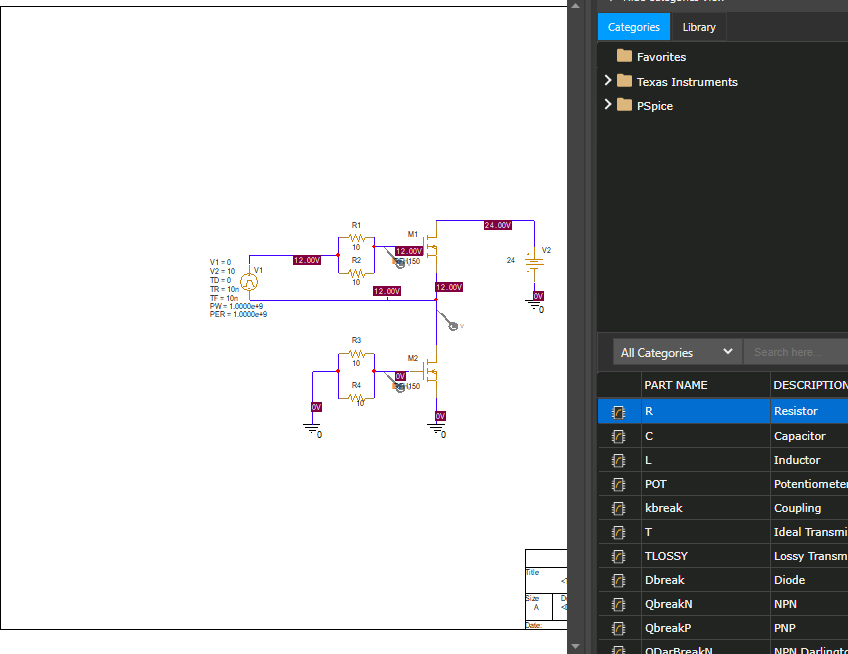 Categories
Library
Favorites
Texas Instruments
PSpice
All Categories
Search here...
PART NAME
DESCRIPTION
R
Resistor
C
Capacitor
L
Inductor
POT
Potentiometer
kbreak
Coupling
T
Ideal Transmi
TLOSSY
Lossy Transm
Dbreak
Diode
QbreakN
NPN
QbreakP
PNP
QDarBreakN
NPN Darlingto
24.00V
R1
10
M1
12.00V
R2
10
V2
24
0V
0
V1 = 0
V2 = 10
TD = 0
TR = 10n
TF = 10n
PW = 1.0000e+9
PER = 1.0000e+9
V1
12.00V
12.00V
12.00V
V
R3
10
M2
0V
R4
10
0V
0
0V
0
Title
Size
A
Date: